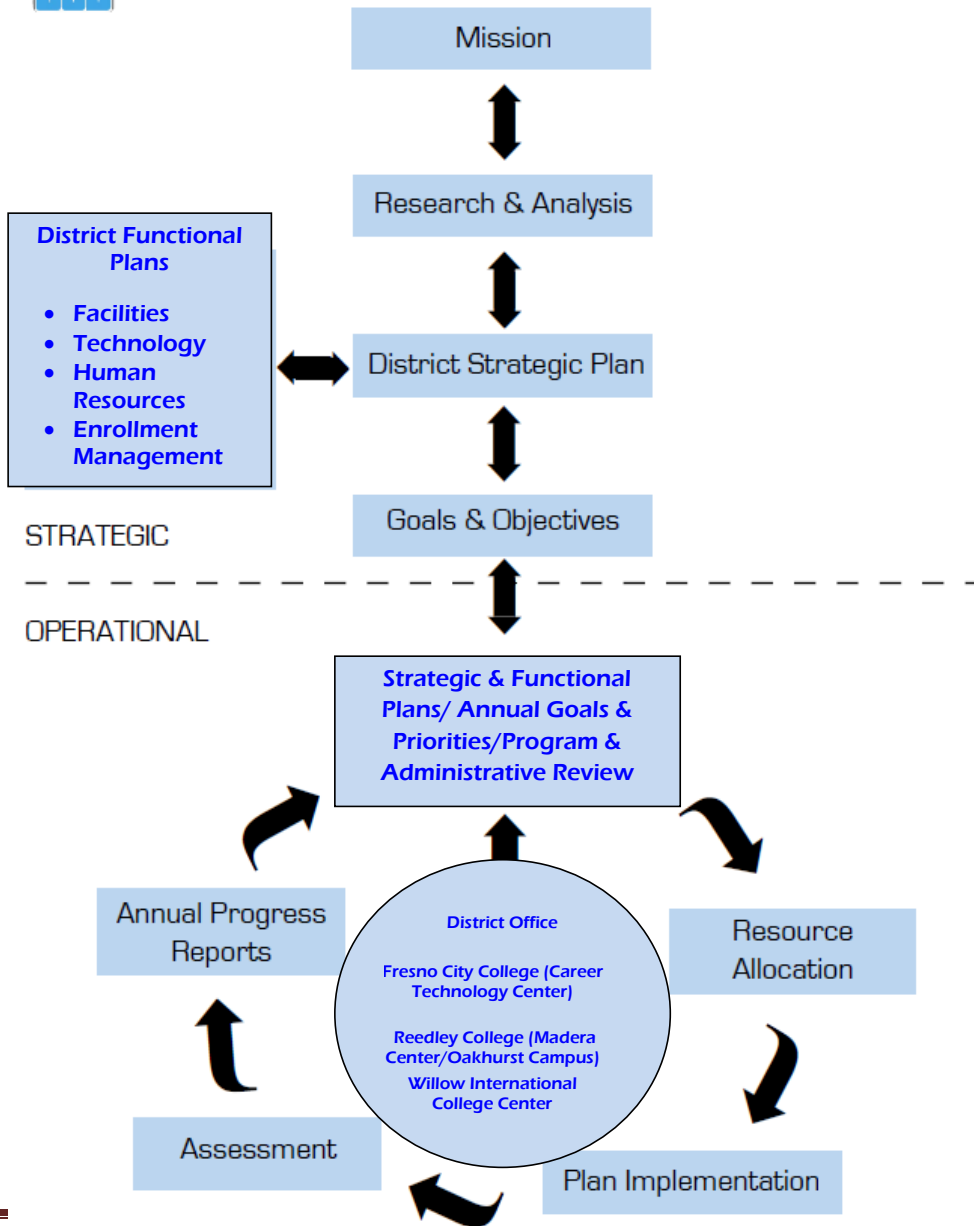 Mission
Research & Analysis
District Functional
Plans
• Facilities
• Technology
• Human
Resources
• Enrollment
Management
District Strategic Plan
Goals & Objectives
STRATEGIC
OPERATIONAL
Strategic & Functional
Plans/ Annual Goals &
Priorities/Program &
Administrative Review
Annual Progress
Reports
District Office
Fresno City College (Career
Technology Center)
Reedley College (Madera
Center/Oakhurst Campus)
Willow International
College Center
Resource
Allocation
Assessment
Plan Implementation